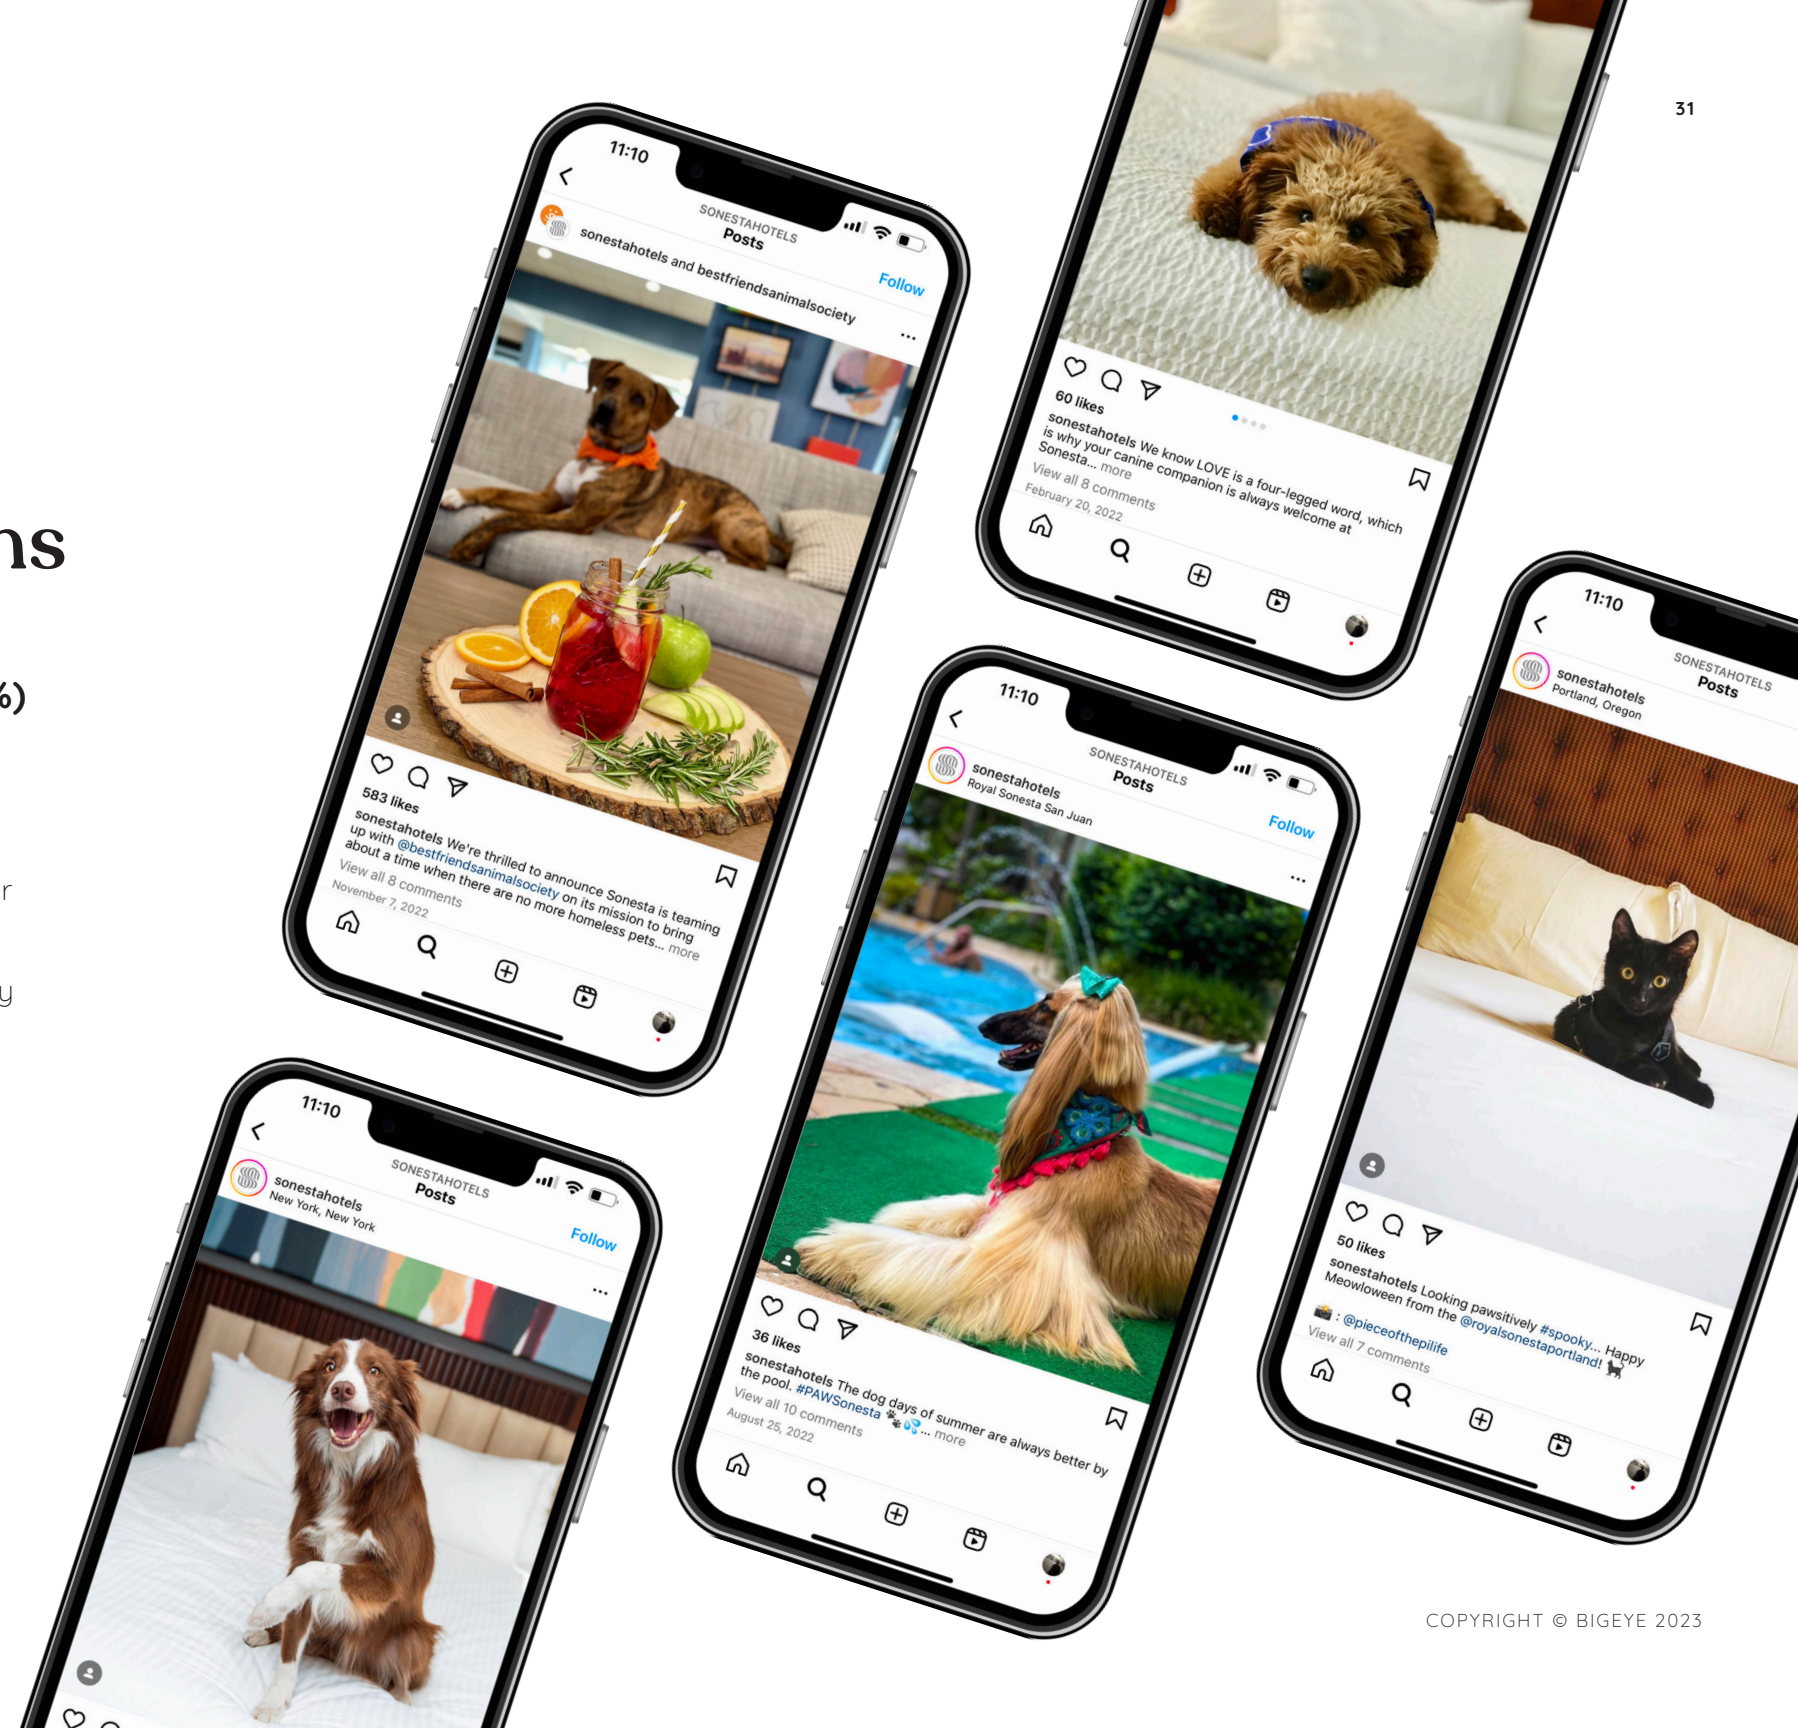 31
ns
%)
r
y
11:10
SONESTAHOTELS
Posts
Follow
sonestahotels and bestfriendsanimalsociety
583 likes
sonestahotels We're thrilled to announce Sonesta is teaming
up with @bestfriendsanimalsociety on its mission to bring
about a time when there are no more homeless pets... more
View all 8 comments
November 7, 2022
60 likes
sonestahotels We know LOVE is a four-legged word, which
is why your canine companion is always welcome at
Sonesta... more
View all 8 comments
February 20, 2022
11:10
SONESTAHOTELS
Posts
Follow
sonestahotels
Royal Sonesta San Juan
36 likes
sonestahotels The dog days of summer are always better by
the pool. #PAWSonesta 🐾💦... more
View all 10 comments
August 25, 2022
11:10
SONESTAHOTELS
Posts
sonestahotels
Portland, Oregon
50 likes
sonestahotels Looking pawsitively #spooky... Happy
Meowloween from the @royalsonestaportland! 🐈‍⬛
📸 : @pieceofthepilife
View all 7 comments
11:10
SONESTAHOTELS
Posts
Follow
sonestahotels
New York, New York
COPYRIGHT © BIGEYE 2023